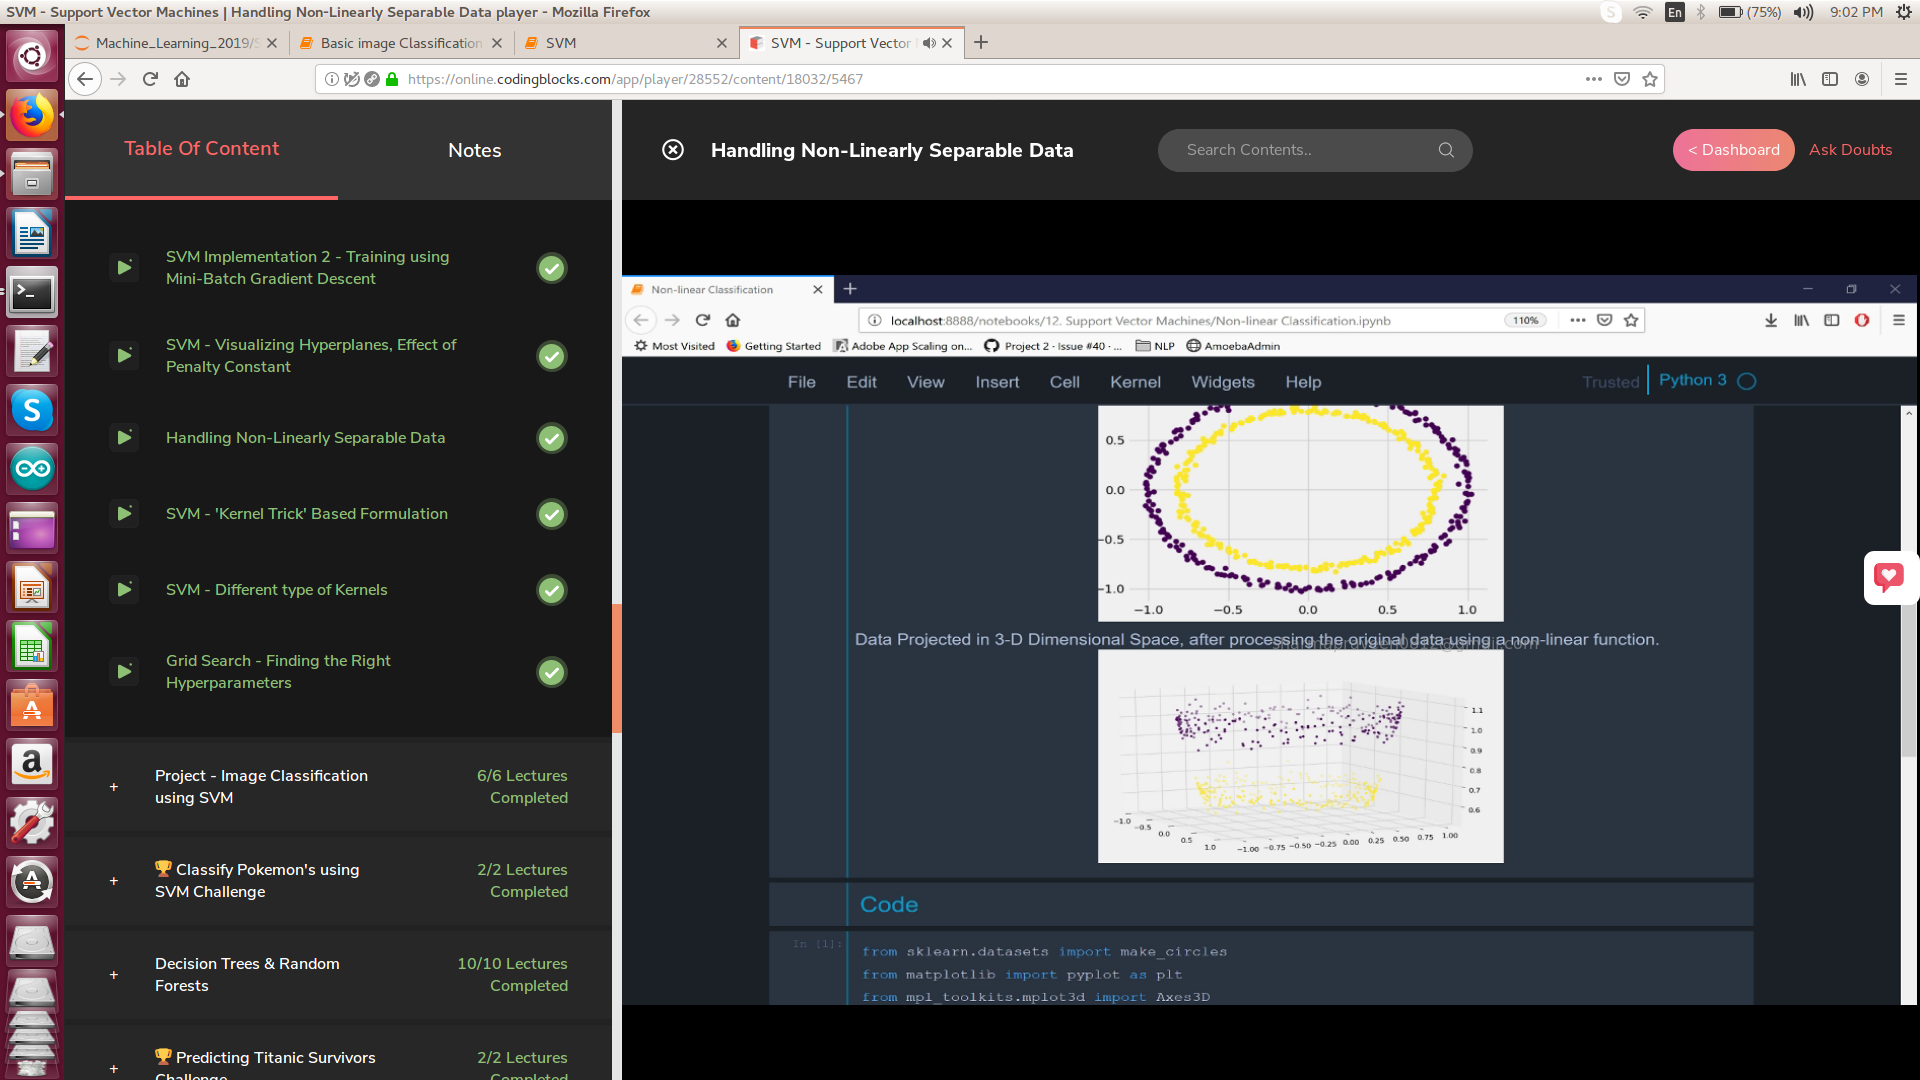 SVM - Support Vector Machines | Handling Non-Linearly Separable Data player - Mozilla Firefox
En (75%) 9:02 PM
Machine_Learning_2019/S
Basic image Classification
SVM
SVM - Support Vector
https://online.codingblocks.com/app/player/28552/content/18032/5467
Table Of Content
Notes
SVM Implementation 2 - Training using
Mini-Batch Gradient Descent
SVM - Visualizing Hyperplanes, Effect of
Penalty Constant
Handling Non-Linearly Separable Data
SVM - 'Kernel Trick' Based Formulation
SVM - Different type of Kernels
Grid Search - Finding the Right
Hyperparameters
+ Project - Image Classification
using SVM
6/6 Lectures
Completed
+ 🏆 Classify Pokemon's using
SVM Challenge
2/2 Lectures
Completed
+ Decision Trees & Random
Forests
10/10 Lectures
Completed
+ 🏆 Predicting Titanic Survivors
Challenge
2/2 Lectures
Completed
Handling Non-Linearly Separable Data
Search Contents..
< Dashboard
Ask Doubts
Non-linear Classification
localhost:8888/notebooks/12. Support Vector Machines/Non-linear Classification.ipynb
110%
Most Visited Getting Started Adobe App Scaling on... Project 2 · Issue #40 · ... NLP AmoebaAdmin
File Edit View Insert Cell Kernel Widgets Help
Trusted Python 3
0.5
0.0
−0.5
−1.0
−1.0 −0.5 0.0 0.5 1.0
Data Projected in 3-D Dimensional Space, after processing the original data using a non-linear function.
1.1
1.0
0.9
0.8
0.7
0.6
−1.0 −0.5 0.0 0.5 1.0
−1.00 −0.75 −0.50 −0.25 0.00 0.25 0.50 0.75 1.00
Code
In [1]:
from sklearn.datasets import make_circles
from matplotlib import pyplot as plt
from mpl_toolkits.mplot3d import Axes3D